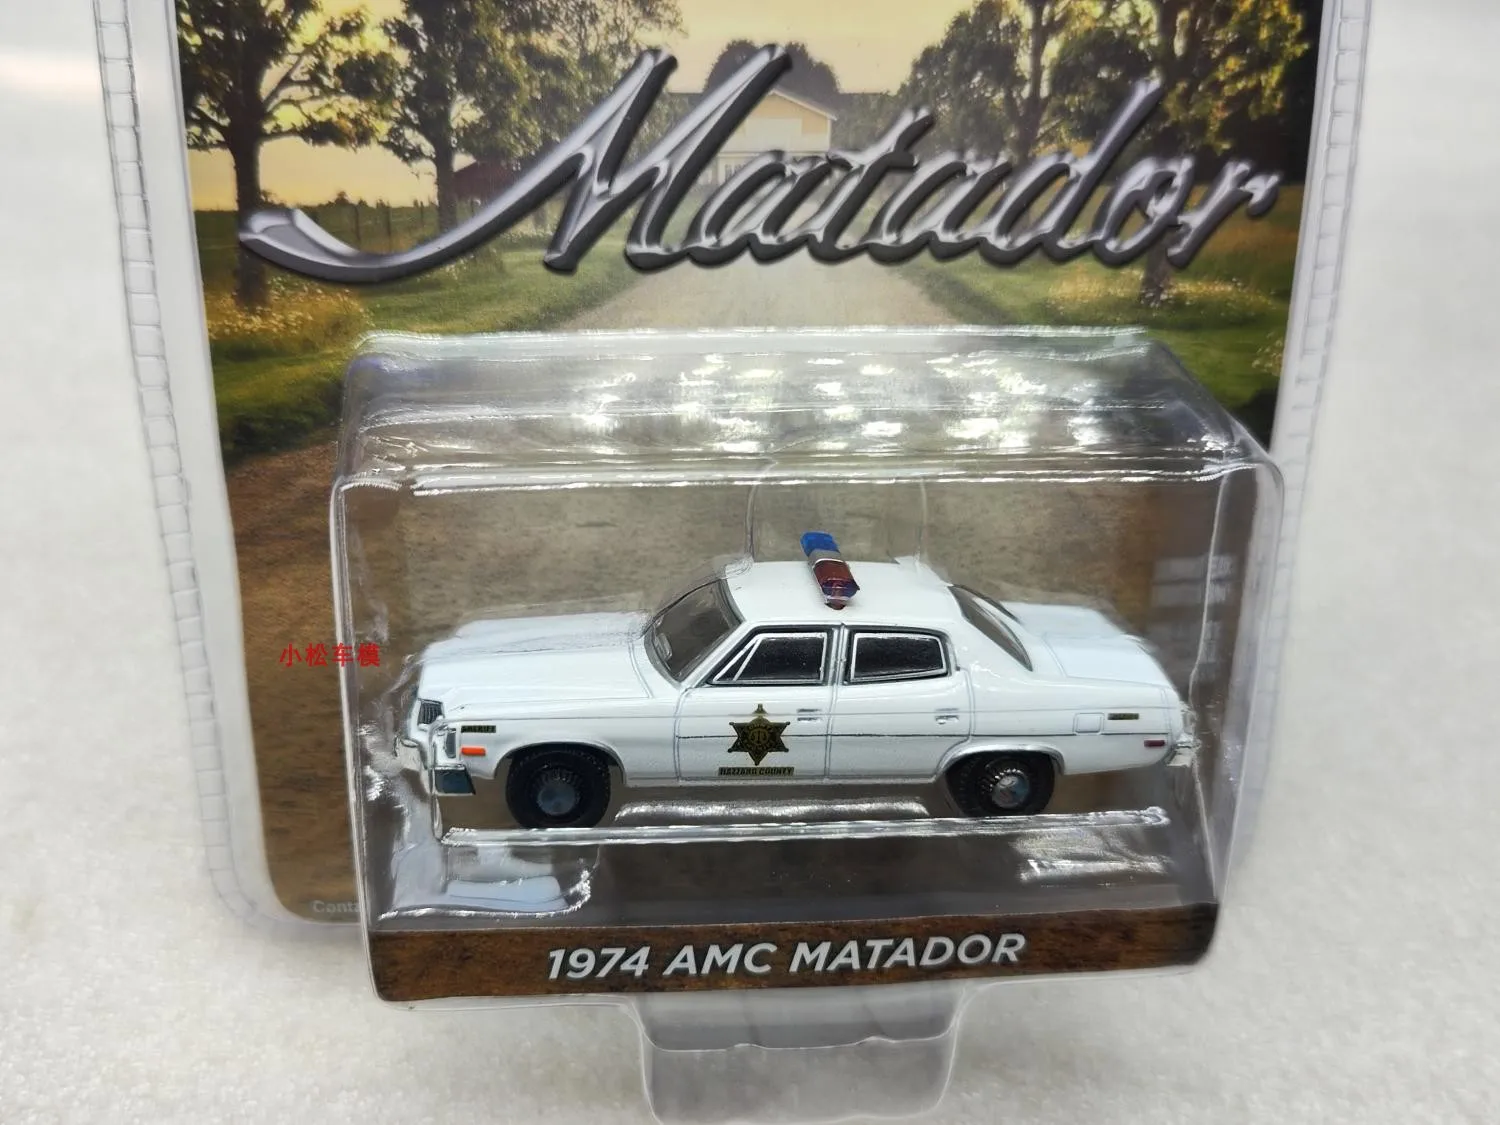 Matador
小松车模
SHERIFF
HAZZARD COUNTY
1974 AMC MATADOR